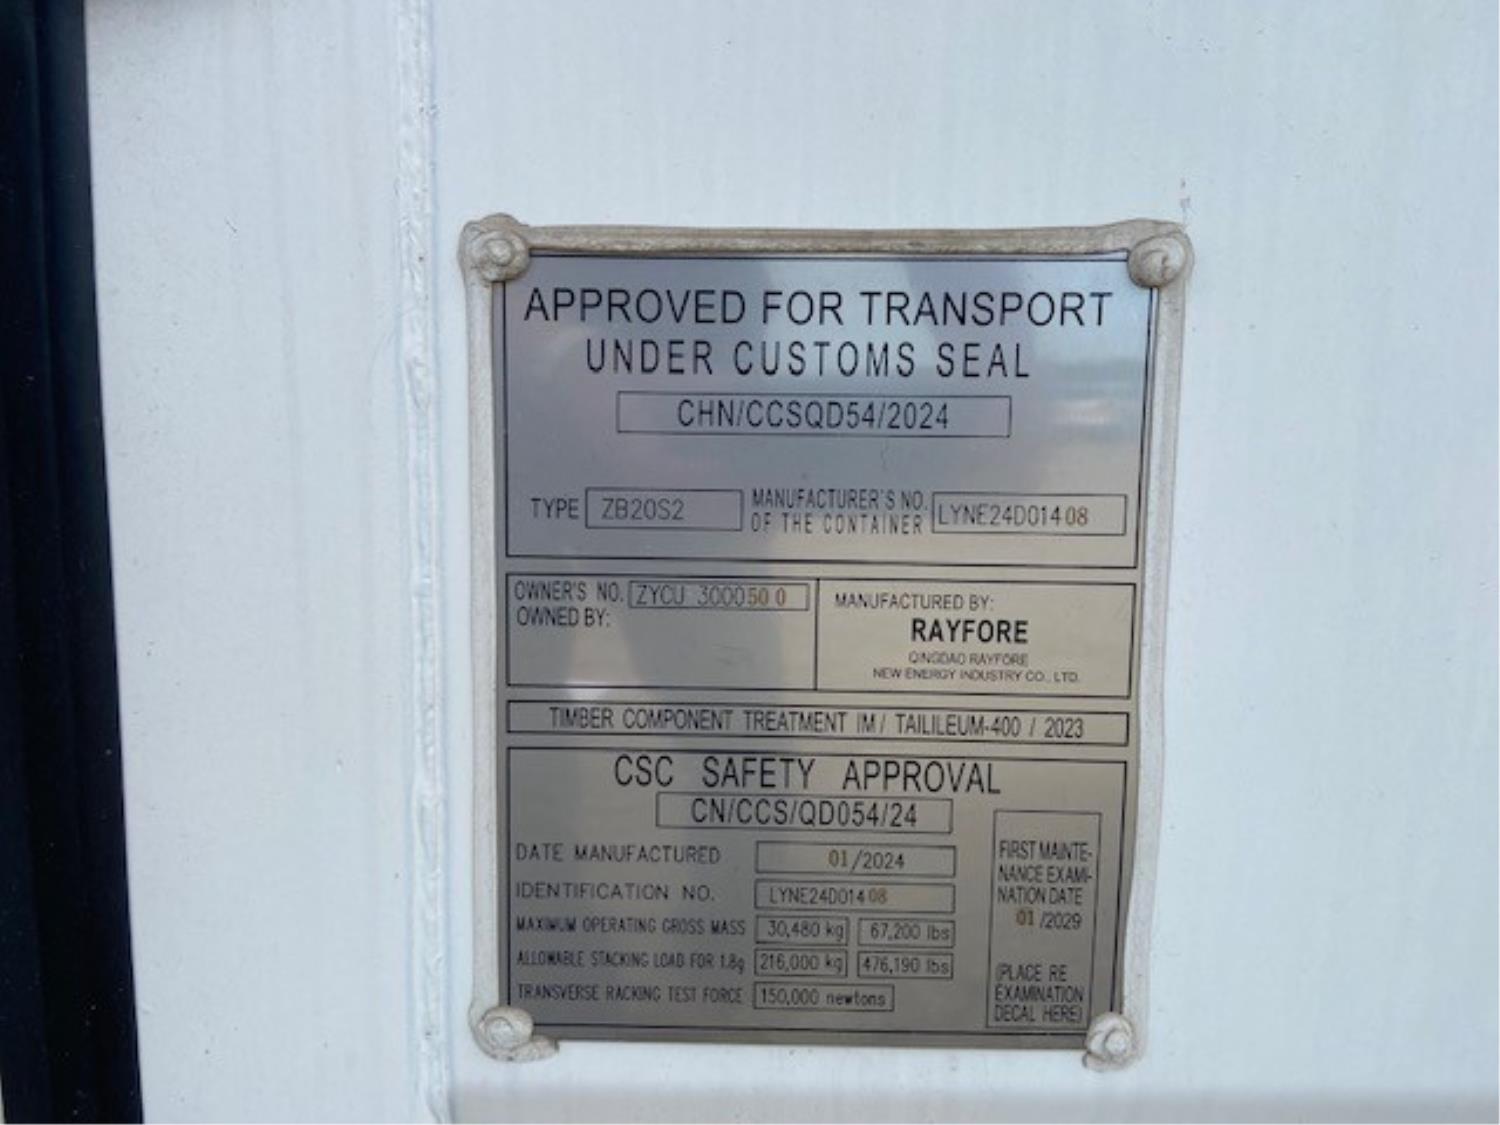 APPROVED FOR TRANSPORT
UNDER CUSTOMS SEAL
CHN/CCSQD54/2024
TYPE ZB20S2 MANUFACTURER'S NO. OF THE CONTAINER LYNE24D01408
OWNER'S NO. ZYCU 300050 0
OWNED BY:
MANUFACTURED BY:
RAYFORE
QINGDAO RAYFORE
NEW ENERGY INDUSTRY CO., LTD.
TIMBER COMPONENT TREATMENT IM / TAILILEUM-400 / 2023
CSC SAFETY APPROVAL
CN/CCS/QD054/24
DATE MANUFACTURED 01/2024
IDENTIFICATION NO. LYNE24D01408
MAXIMUM OPERATING GROSS MASS 30,480 kg 67,200 lbs
ALLOWABLE STACKING LOAD FOR 1.8g 216,000 kg 476,190 lbs
TRANSVERSE RACKING TEST FORCE 150,000 newtons
FIRST MAINTE-
NANCE EXAMI-
NATION DATE
01 /2029
(PLACE RE
EXAMINATION
DECAL HERE)